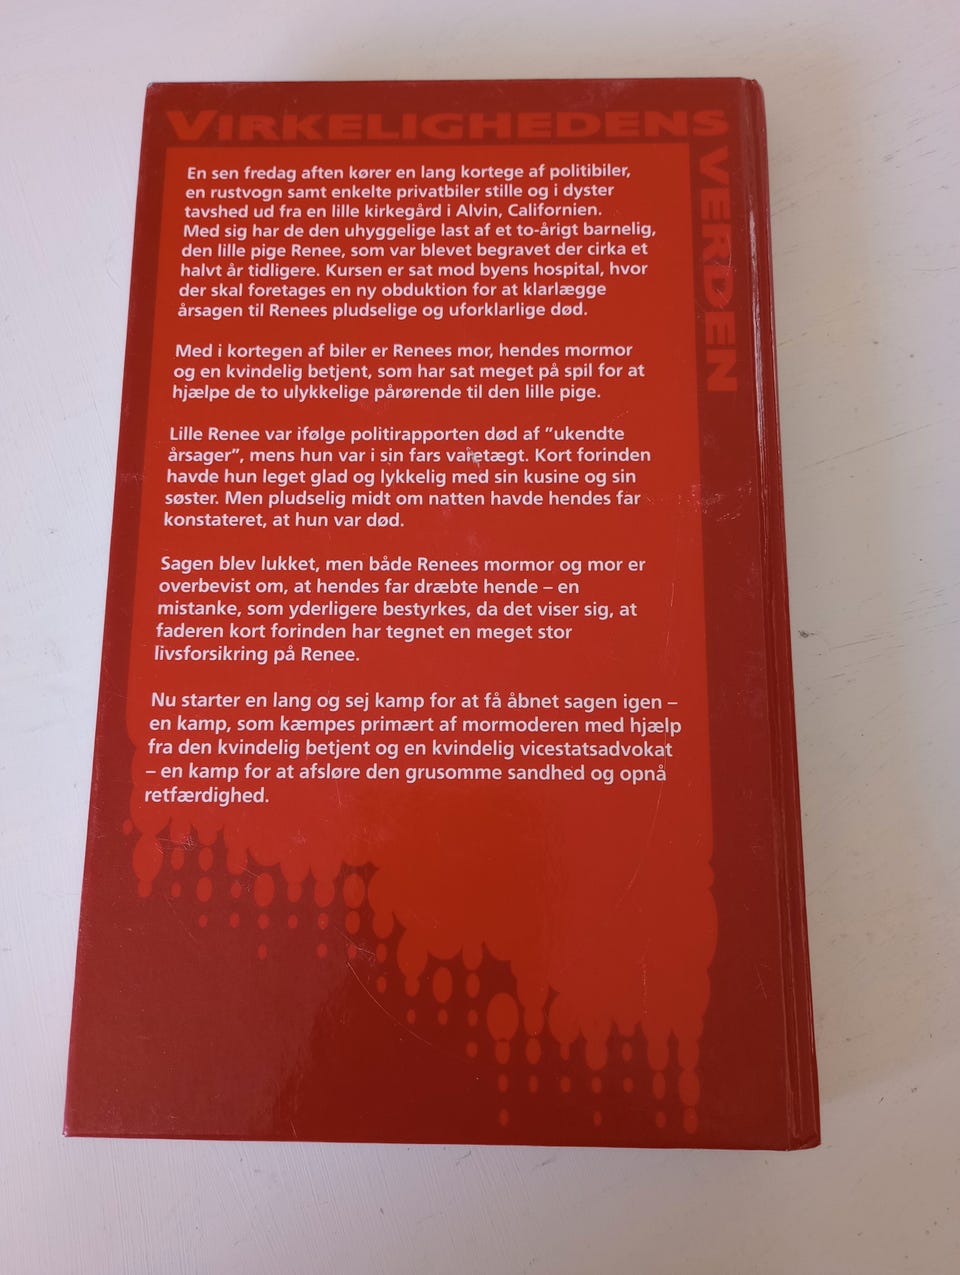 VIRKELIGHEDENS
VERDEN
En sen fredag aften kører en lang kortege af politibiler,
en rustvogn samt enkelte privatbiler stille og i dyster
tavshed ud fra en lille kirkegård i Alvin, Californien.
Med sig har de den uhyggelige last af et to-årigt barnelig,
den lille pige Renee, som var blevet begravet der cirka et
halvt år tidligere. Kursen er sat mod byens hospital, hvor
der skal foretages en ny obduktion for at klarlægge
årsagen til Renees pludselige og uforklarlige død.
Med i kortegen af biler er Renees mor, hendes mormor
og en kvindelig betjent, som har sat meget på spil for at
hjælpe de to ulykkelige pårørende til den lille pige.
Lille Renee var ifølge politirapporten død af ”ukendte
årsager”, mens hun var i sin fars varetægt. Kort forinden
havde hun leget glad og lykkelig med sin kusine og sin
søster. Men pludselig midt om natten havde hendes far
konstateret, at hun var død.
Sagen blev lukket, men både Renees mormor og mor er
overbevist om, at hendes far dræbte hende – en
mistanke, som yderligere bestyrkes, da det viser sig, at
faderen kort forinden har tegnet en meget stor
livsforsikring på Renee.
Nu starter en lang og sej kamp for at få åbnet sagen igen –
en kamp, som kæmpes primært af mormoderen med hjælp
fra den kvindelig betjent og en kvindelig vicestatsadvokat
– en kamp for at afsløre den grusomme sandhed og opnå
retfærdighed.